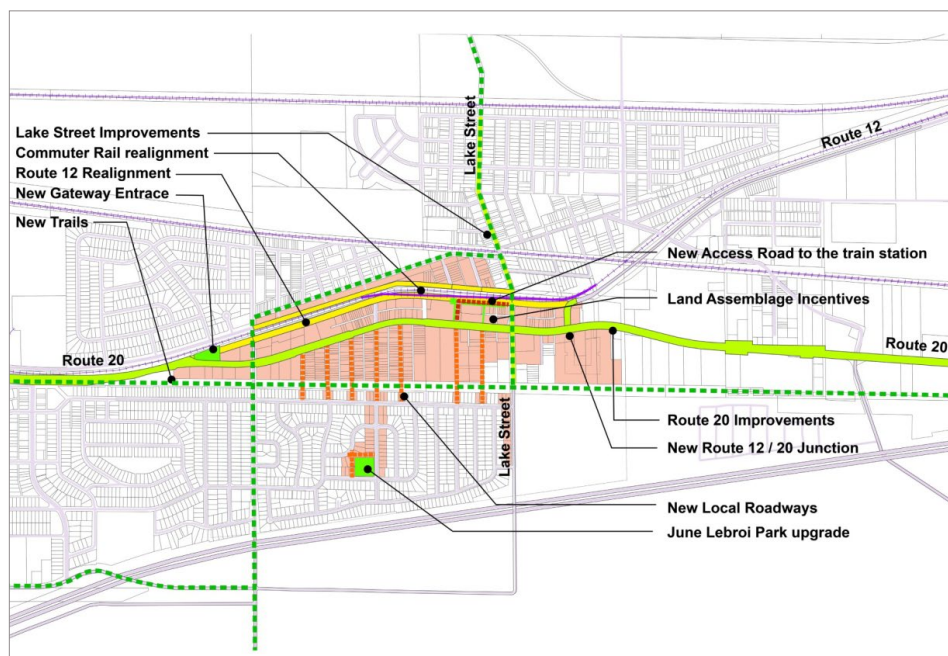 Lake Street
Route 12
Lake Street Improvements
Commuter Rail realignment
Route 12 Realignment
New Gateway Entrace
New Trails
New Access Road to the train station
Land Assemblage Incentives
Route 20
Route 20
Lake Street
Route 20 Improvements
New Route 12 / 20 Junction
New Local Roadways
June Lebroi Park upgrade